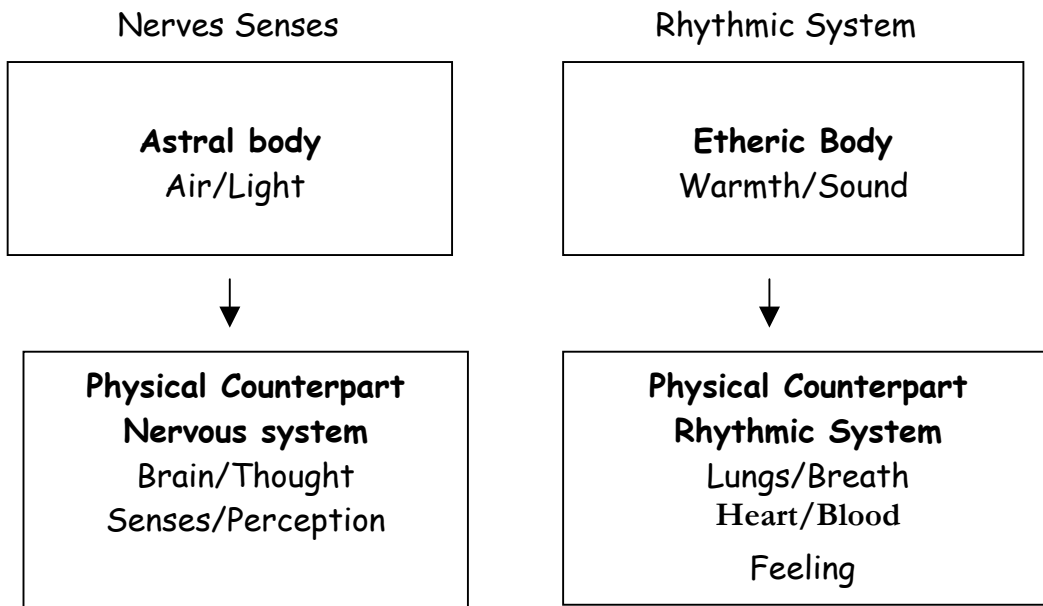 Nerves Senses
Astral body
Air/Light
Physical Counterpart
Nervous system
Brain/Thought
Senses/Perception
Rhythmic System
Etheric Body
Warmth/Sound
Physical Counterpart
Rhythmic System
Lungs/Breath
Heart/Blood
Feeling